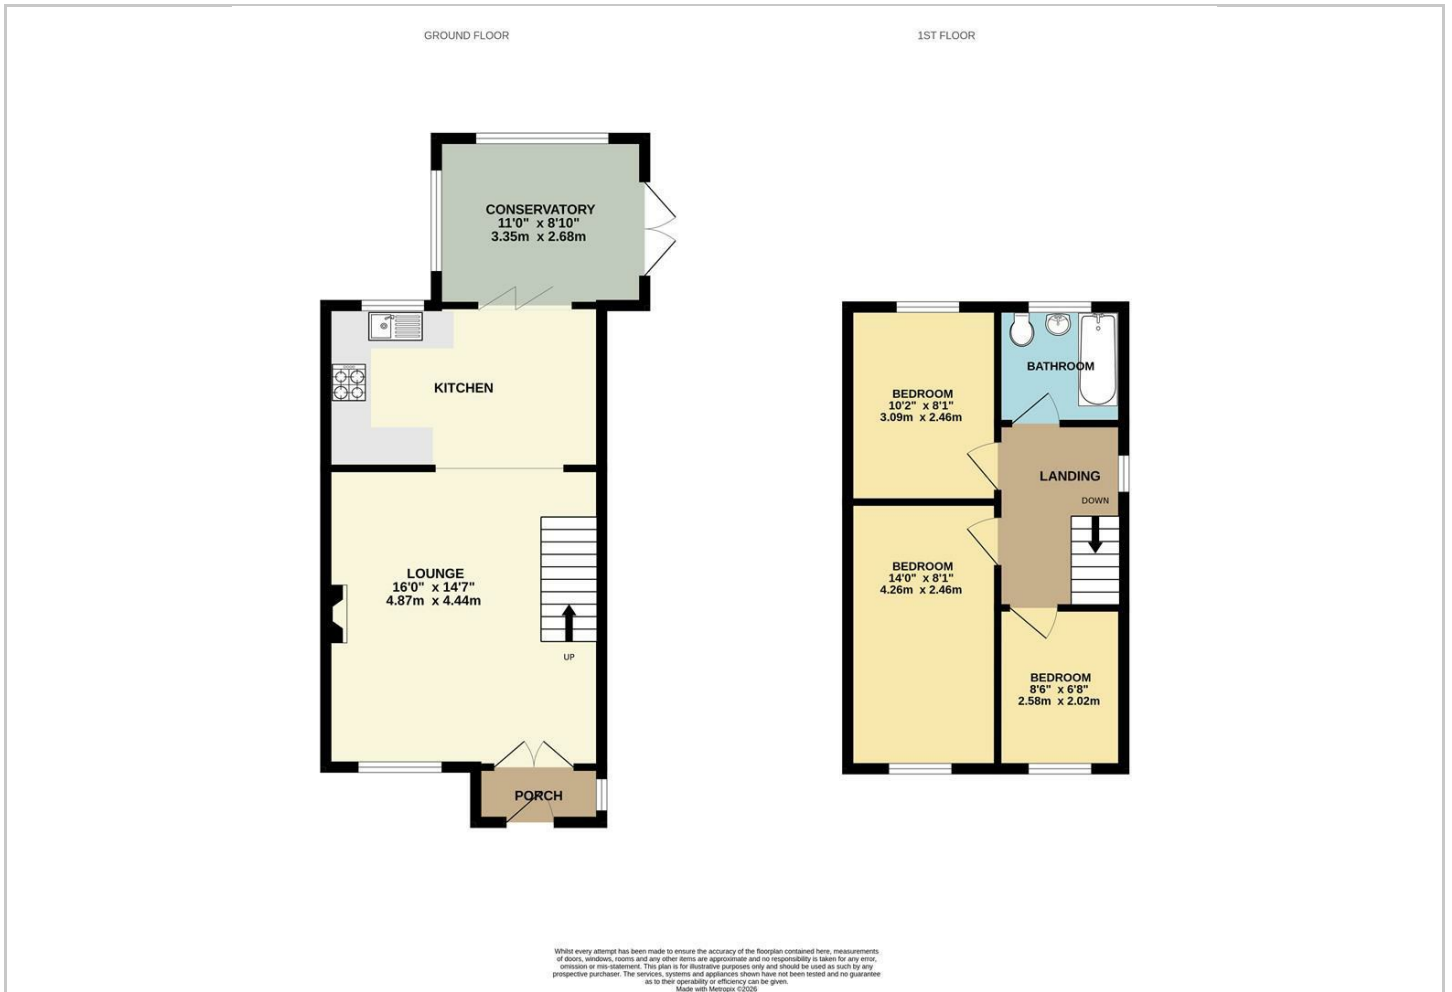 GROUND FLOOR
1ST FLOOR
CONSERVATORY
11'0" x 8'10"
3.35m x 2.68m
KITCHEN
LOUNGE
16'0" x 14'7"
4.87m x 4.44m
UP
PORCH
BEDROOM
10'2" x 8'1"
3.09m x 2.46m
BATHROOM
LANDING
DOWN
BEDROOM
14'0" x 8'1"
4.26m x 2.46m
BEDROOM
8'6" x 6'8"
2.58m x 2.02m
Whilst every attempt has been made to ensure the accuracy of the floorplan contained here, measurements
of doors, windows, rooms and any other items are approximate and no responsibility is taken for any error,
omission or mis-statement. This plan is for illustrative purposes only and should be used as such by any
prospective purchaser. The services, systems and appliances shown have not been tested and no guarantee
as to their operability or efficiency can be given.
Made with Metropix ©2026